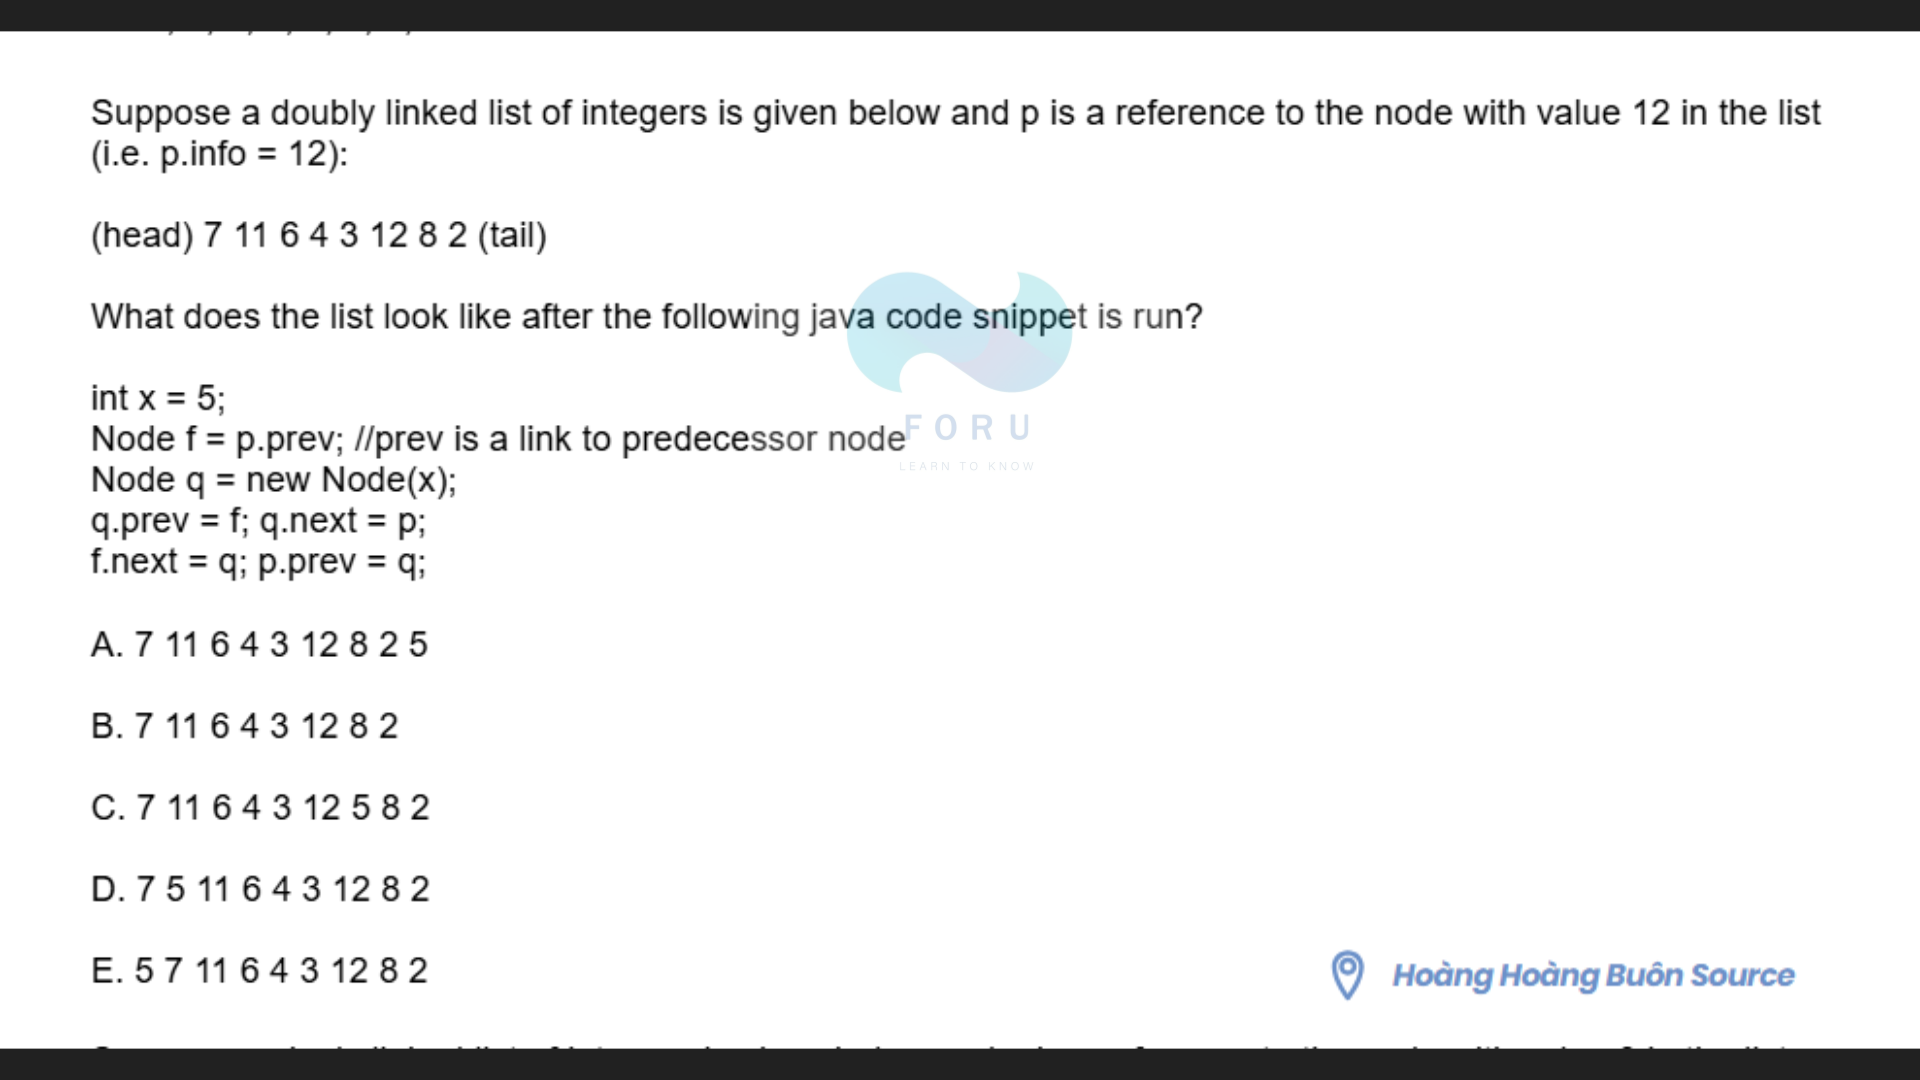 Suppose a doubly linked list of integers is given below and p is a reference to the node with value 12 in the list
(i.e. p.info = 12):
(head) 7 11 6 4 3 12 8 2 (tail)
What does the list look like after the following java code snippet is run?
int x = 5;
Node f = p.prev; //prev is a link to predecessor node
Node q = new Node(x);
q.prev = f; q.next = p;
f.next = q; p.prev = q;
FORU
LEARN TO KNOW
A. 7 11 6 4 3 12 8 2 5
B. 7 11 6 4 3 12 8 2
C. 7 11 6 4 3 12 5 8 2
D. 7 5 11 6 4 3 12 8 2
E. 5 7 11 6 4 3 12 8 2
Hoàng Hoàng Buôn Source